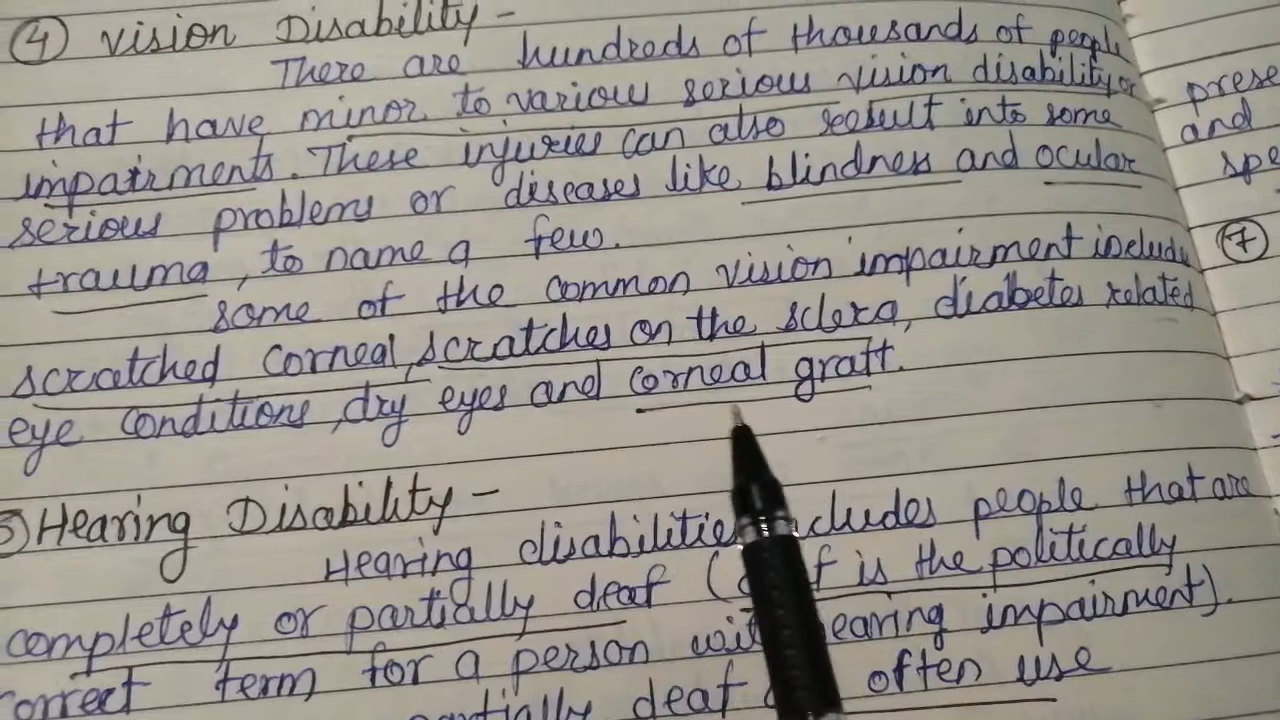 ④ Vision Disability -
There are hundreds of thousands of people
that have minor to various serious vision disability or
impairments. These injuries can also result into some
serious problems or diseases like blindness and ocular
trauma, to name a few.
some of the common vision impairment include
scratched corneal, scratches on the sclera, diabetes related
eye conditions, dry eyes and corneal graft.
5) Hearing Disability -
Hearing disabilities includes people that are
completely or partially deaf ( is the politically
correct term for a person hearing impairment).
partially deaf often use
and
⑦